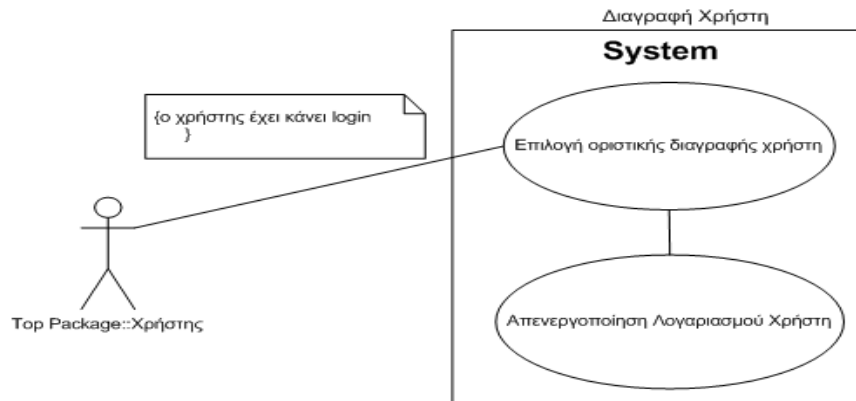 Διαγραφή Χρήστη
System
{ο χρήστης έχει κάνει login
}
Επιλογή οριστικής διαγραφής χρήστη
Top Package::Χρήστης
Απενεργοποίηση Λογαριασμού Χρήστη